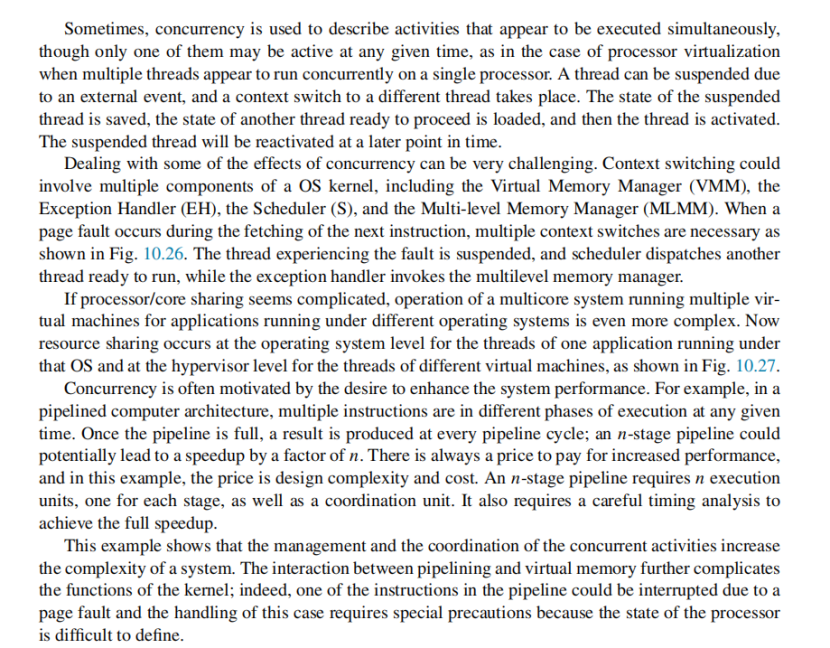 Sometimes, concurrency is used to describe activities that appear to be executed simultaneously,
though only one of them may be active at any given time, as in the case of processor virtualization
when multiple threads appear to run concurrently on a single processor. A thread can be suspended due
to an external event, and a context switch to a different thread takes place. The state of the suspended
thread is saved, the state of another thread ready to proceed is loaded, and then the thread is activated.
The suspended thread will be reactivated at a later point in time.
Dealing with some of the effects of concurrency can be very challenging. Context switching could
involve multiple components of a OS kernel, including the Virtual Memory Manager (VMM), the
Exception Handler (EH), the Scheduler (S), and the Multi-level Memory Manager (MLMM). When a
page fault occurs during the fetching of the next instruction, multiple context switches are necessary as
shown in Fig. 10.26. The thread experiencing the fault is suspended, and scheduler dispatches another
thread ready to run, while the exception handler invokes the multilevel memory manager.
If processor/core sharing seems complicated, operation of a multicore system running multiple vir-
tual machines for applications running under different operating systems is even more complex. Now
resource sharing occurs at the operating system level for the threads of one application running under
that OS and at the hypervisor level for the threads of different virtual machines, as shown in Fig. 10.27.
Concurrency is often motivated by the desire to enhance the system performance. For example, in a
pipelined computer architecture, multiple instructions are in different phases of execution at any given
time. Once the pipeline is full, a result is produced at every pipeline cycle; an n-stage pipeline could
potentially lead to a speedup by a factor of n. There is always a price to pay for increased performance,
and in this example, the price is design complexity and cost. An n-stage pipeline requires n execution
units, one for each stage, as well as a coordination unit. It also requires a careful timing analysis to
achieve the full speedup.
This example shows that the management and the coordination of the concurrent activities increase
the complexity of a system. The interaction between pipelining and virtual memory further complicates
the functions of the kernel; indeed, one of the instructions in the pipeline could be interrupted due to a
page fault and the handling of this case requires special precautions because the state of the processor
is difficult to define.